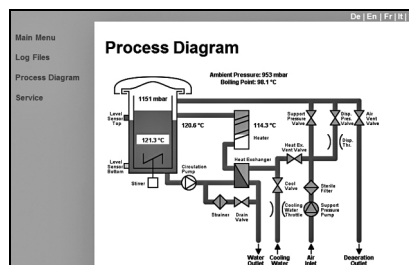 De | En | Fr | It |
Main Menu
Log Files
Process Diagram
Service
Process Diagram
Ambient Pressure: 953 mbar
Boiling Point: 98.1 °C
1151 mbar
Level
Sensor
Top
120.6 °C
114.3 °C
Heater
Support
Pressure
Valve
Disp.
Pres.
Valve
Air
Vent
Valve
121.3 °C
Heat Ex.
Vent Valve
(Disp.
Thr.
Level
Sensor
Bottom
Circulation
Pump
Heat Exchanger
Stirrer
Cool
Valve
Sterile
Filter
Strainer
Drain
Valve
(Cooling
Water
Throttle
Support
Pressure
Pump
Water
Outlet
Cooling
Water
Air
Inlet
Deaeration
Outlet